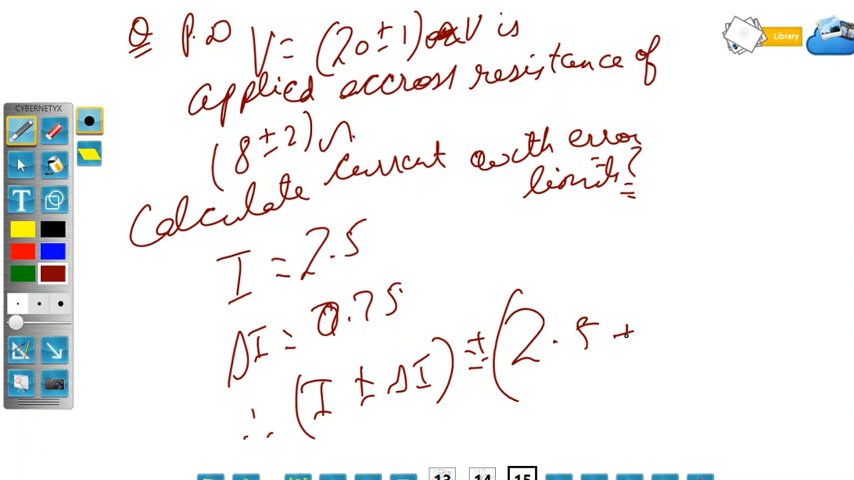 Q P.D V = (20 ± 1) V is
Library
applied accross resistance of
(8 ± 2) Ω
CYBERNETYX
Calculate current with error
limits?
I = 2.5
ΔI = 0.75
∴ (I ± ΔI) = (2.5 +
13 14 15